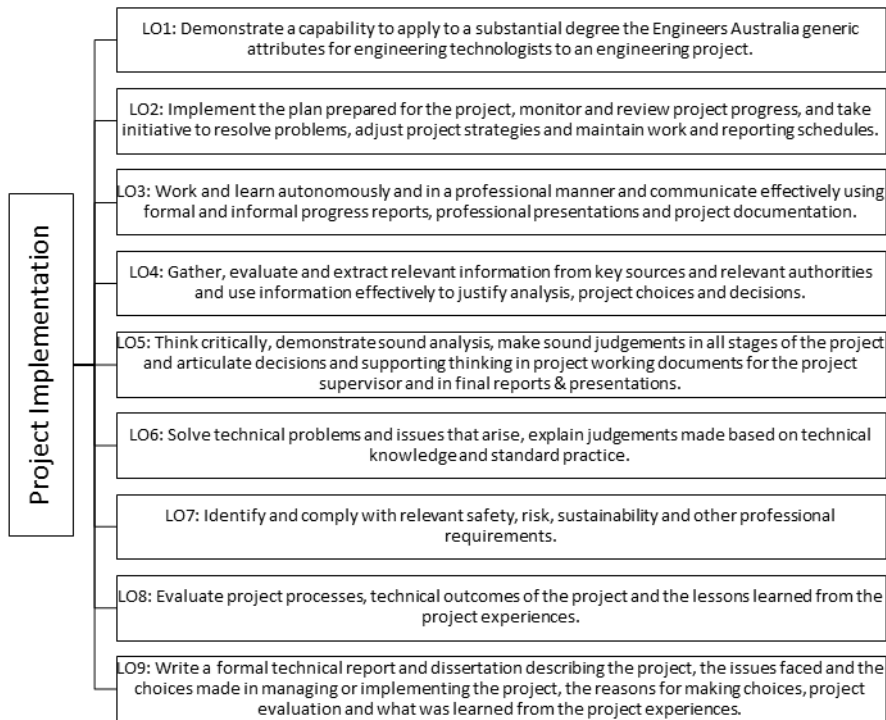 Project Implementation
LO1: Demonstrate a capability to apply to a substantial degree the Engineers Australia generic
attributes for engineering technologists to an engineering project.
LO2: Implement the plan prepared for the project, monitor and review project progress, and take
initiative to resolve problems, adjust project strategies and maintain work and reporting schedules.
LO3: Work and learn autonomously and in a professional manner and communicate effectively using
formal and informal progress reports, professional presentations and project documentation.
LO4: Gather, evaluate and extract relevant information from key sources and relevant authorities
and use information effectively to justify analysis, project choices and decisions.
LO5: Think critically, demonstrate sound analysis, make sound judgements in all stages of the project
and articulate decisions and supporting thinking in project working documents for the project
supervisor and in final reports & presentations.
LO6: Solve technical problems and issues that arise, explain judgements made based on technical
knowledge and standard practice.
LO7: Identify and comply with relevant safety, risk, sustainability and other professional
requirements.
LO8: Evaluate project processes, technical outcomes of the project and the lessons learned from the
project experiences.
LO9: Write a formal technical report and dissertation describing the project, the issues faced and the
choices made in managing or implementing the project, the reasons for making choices, project
evaluation and what was learned from the project experiences.